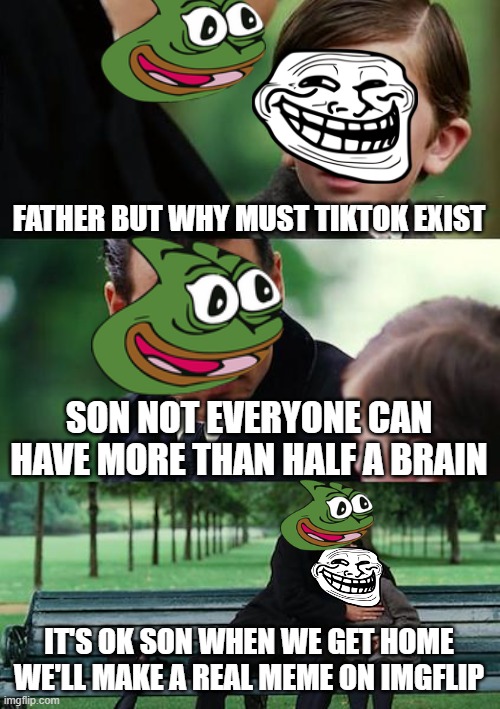 FATHER BUT WHY MUST TIKTOK EXIST
SON NOT EVERYONE CAN
HAVE MORE THAN HALF A BRAIN
IT'S OK SON WHEN WE GET HOME
WE'LL MAKE A REAL MEME ON IMGFLIP
imgflip.com